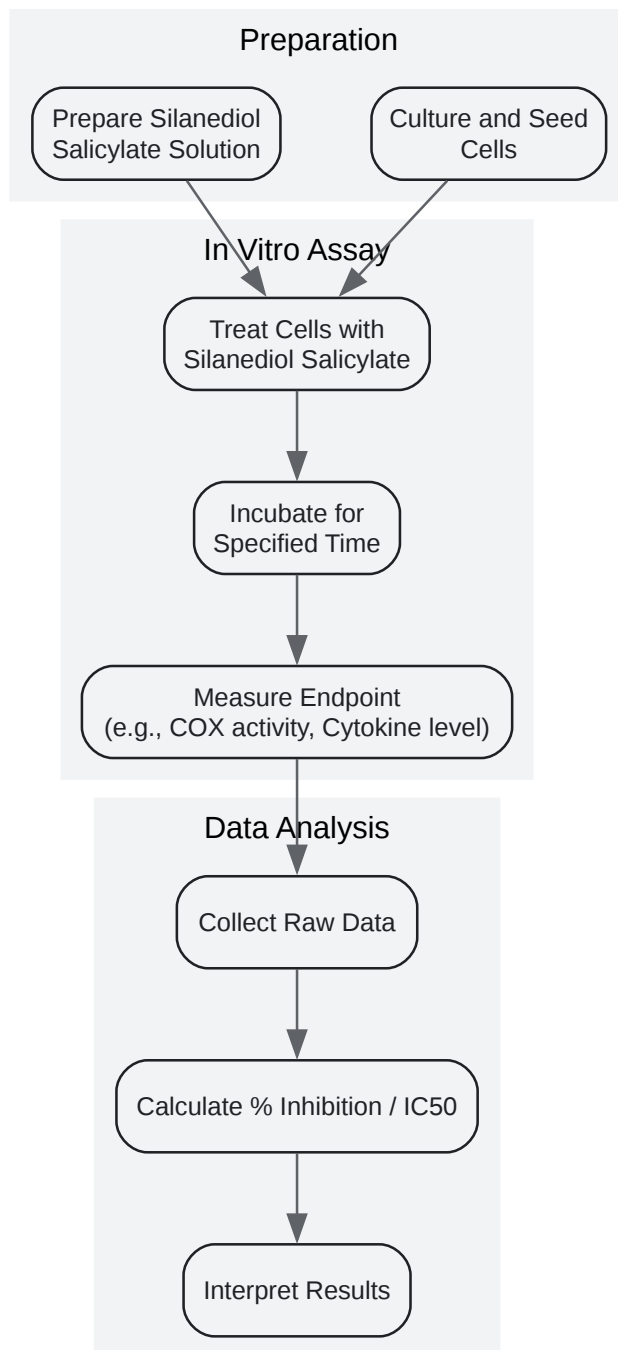 Preparation
Prepare Silanediol
Salicylate Solution
Culture and Seed
Cells
In Vitro Assay
Treat Cells with
Silanediol Salicylate
Incubate for
Specified Time
Measure Endpoint
(e.g., COX activity, Cytokine level)
Data Analysis
Collect Raw Data
Calculate % Inhibition / IC50
Interpret Results